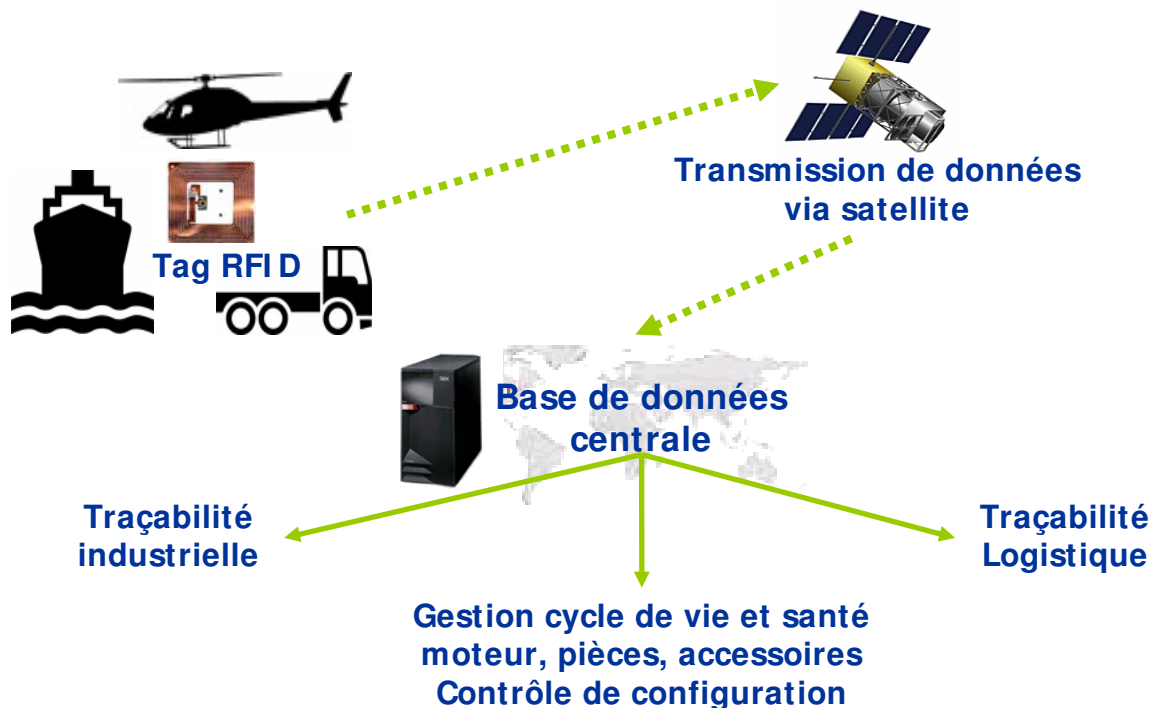 Transmission de données
via satellite
Tag RFID
Base de données
centrale
Traçabilité
industrielle
Traçabilité
Logistique
Gestion cycle de vie et santé
moteur, pièces, accessoires
Contrôle de configuration